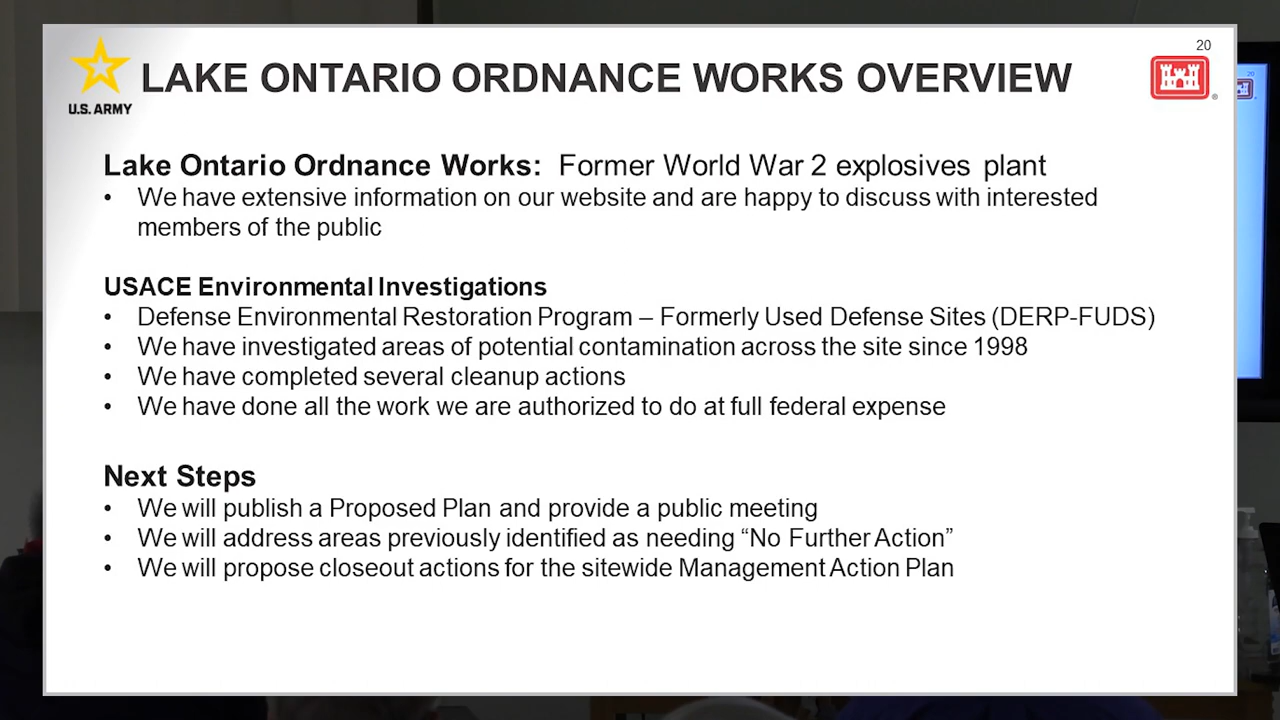 20
LAKE ONTARIO ORDNANCE WORKS OVERVIEW
U.S. ARMY
Lake Ontario Ordnance Works: Former World War 2 explosives plant
• We have extensive information on our website and are happy to discuss with interested
members of the public
USACE Environmental Investigations
• Defense Environmental Restoration Program – Formerly Used Defense Sites (DERP-FUDS)
• We have investigated areas of potential contamination across the site since 1998
• We have completed several cleanup actions
• We have done all the work we are authorized to do at full federal expense
Next Steps
• We will publish a Proposed Plan and provide a public meeting
• We will address areas previously identified as needing “No Further Action”
• We will propose closeout actions for the sitewide Management Action Plan